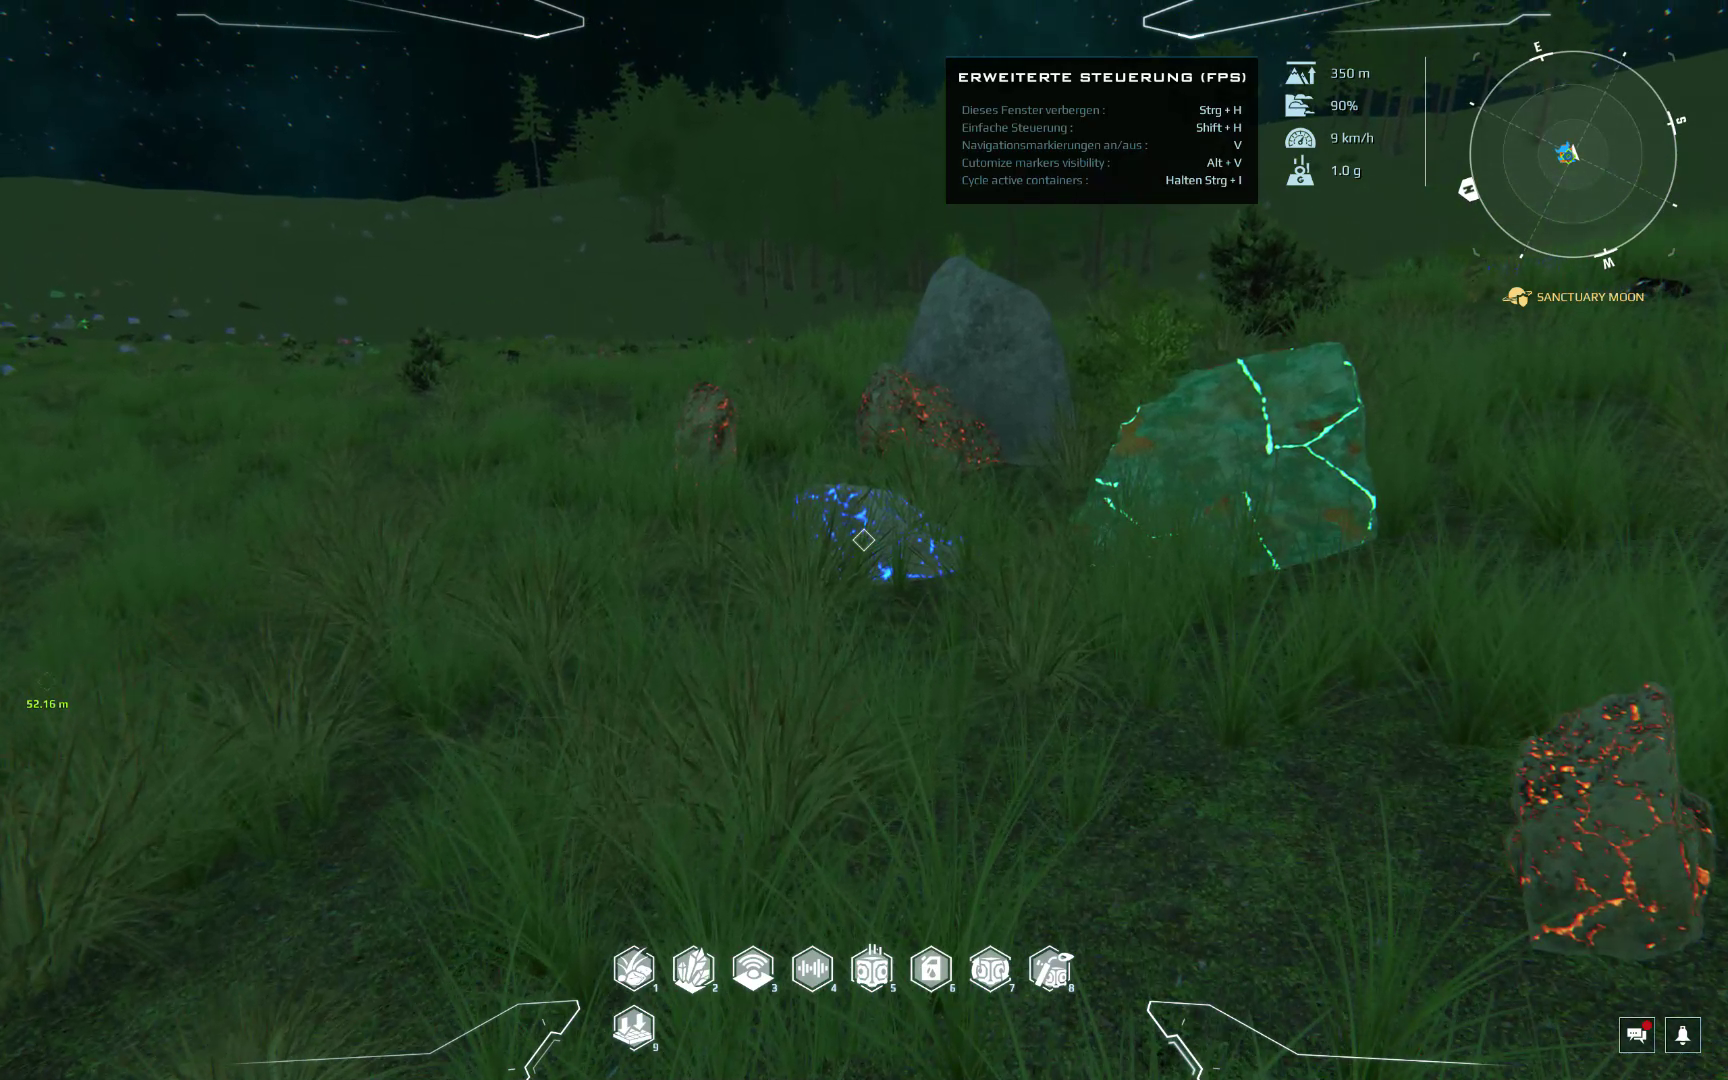 ERWEITERTE STEUERUNG (FPS)
Dieses Fenster verbergen : Strg + H
Einfache Steuerung : Shift + H
Navigationsmarkierungen an/aus : V
Cutomize markers visibility : Alt + V
Cycle active containers : Halten Strg + I
350 m
90%
9 km/h
1.0 g
G
E
S
N
W
SANCTUARY MOON
52.16 m
1 2 3 4 5 6 7 8
9